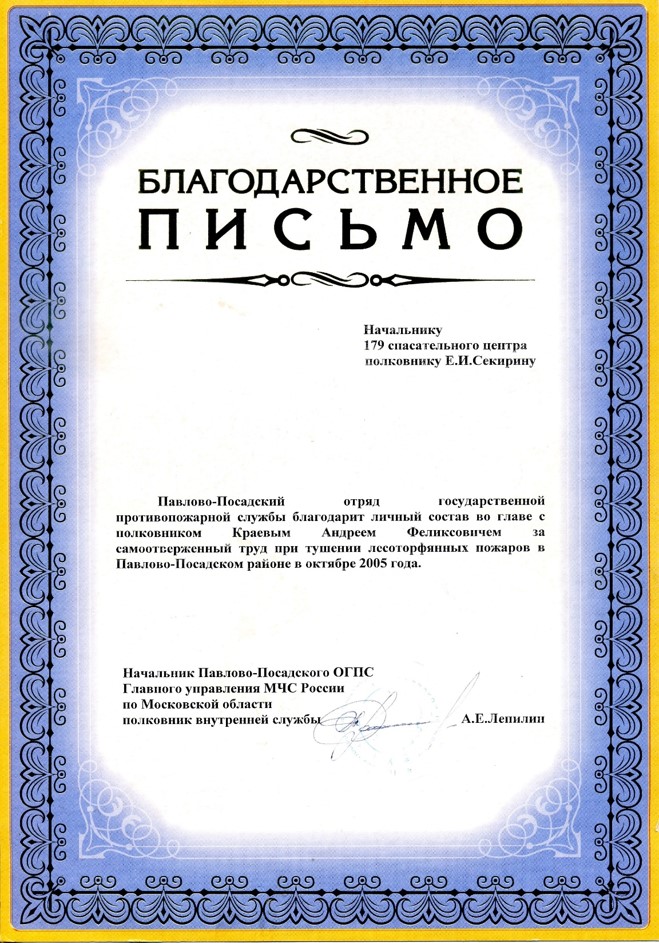 БЛАГОДАРСТВЕННОЕ
ПИСЬМО
Начальнику
179 спасательного центра
полковнику Е.И.Секирину
Павлово-Посадский отряд государственной
противопожарной службы благодарит личный состав во главе с
полковником Краевым Андреем Феликсовичем за
самоотверженный труд при тушении лесоторфянных пожаров в
Павлово-Посадском районе в октябре 2005 года.
Начальник Павлово-Посадского ОГПС
Главного управления МЧС России
по Московской области
полковник внутренней службы А.Е.Лепилин